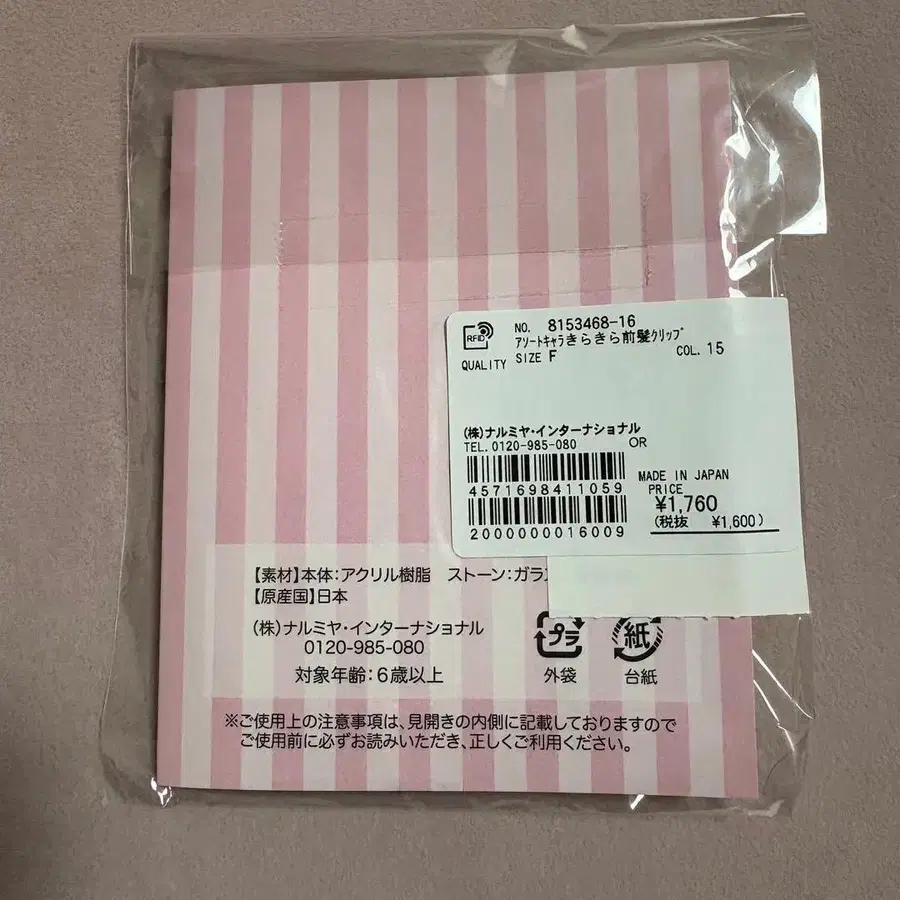 RFID
NO. 8153468-16
アソートキャラきらきら前髪クリップ
QUALITY SIZE F COL. 15
(株)ナルミヤ・インターナショナル
TEL. 0120-985-080 OR
4571698411059
MADE IN JAPAN
PRICE
¥1,760
(税抜 ¥1,600)
2000000016009
【素材】本体:アクリル樹脂 ストーン:ガラ
【原産国】日本
(株)ナルミヤ・インターナショナル
0120-985-080
対象年齢:6歳以上
プラ
外袋
紙
台紙
※ご使用上の注意事項は、見開きの内側に記載しておりますので
ご使用前に必ずお読みいただき、正しくご利用ください。